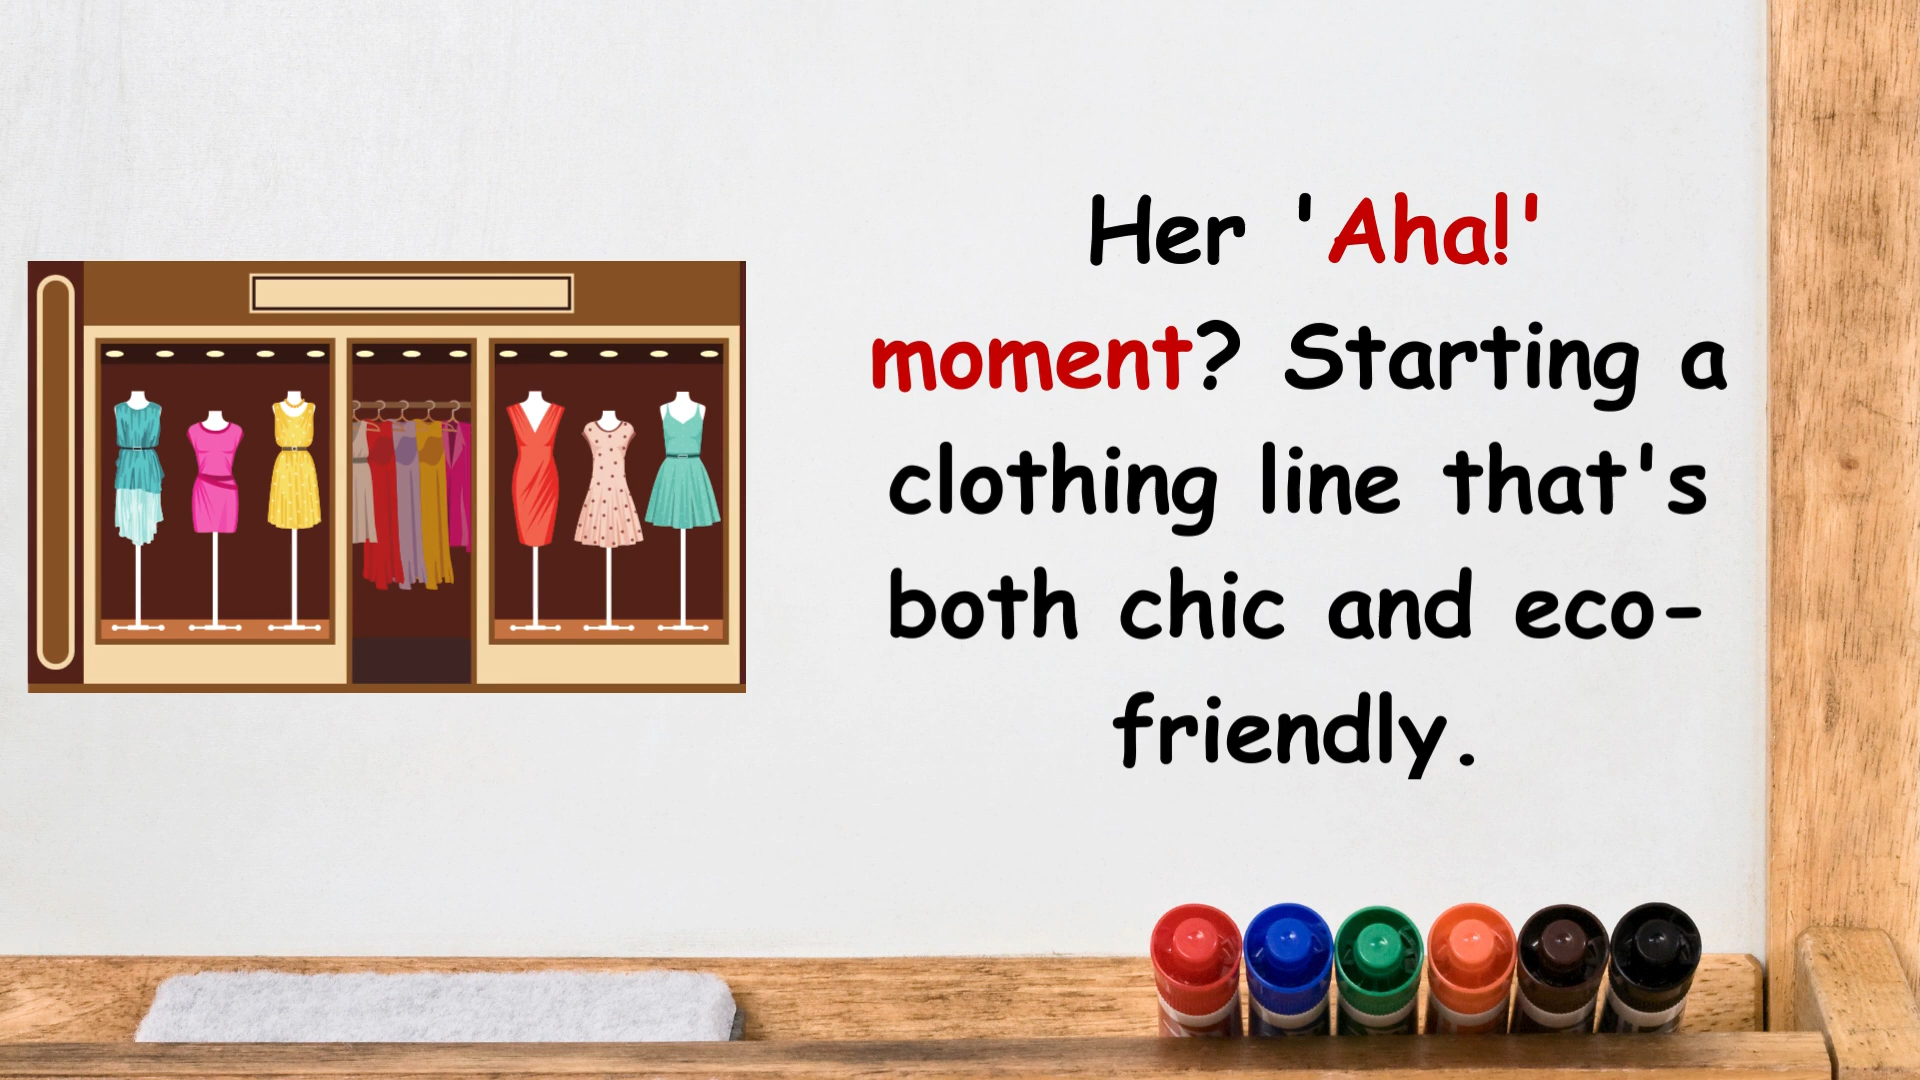 Her 'Aha!'
moment? Starting a
clothing line that's
both chic and eco-
friendly.